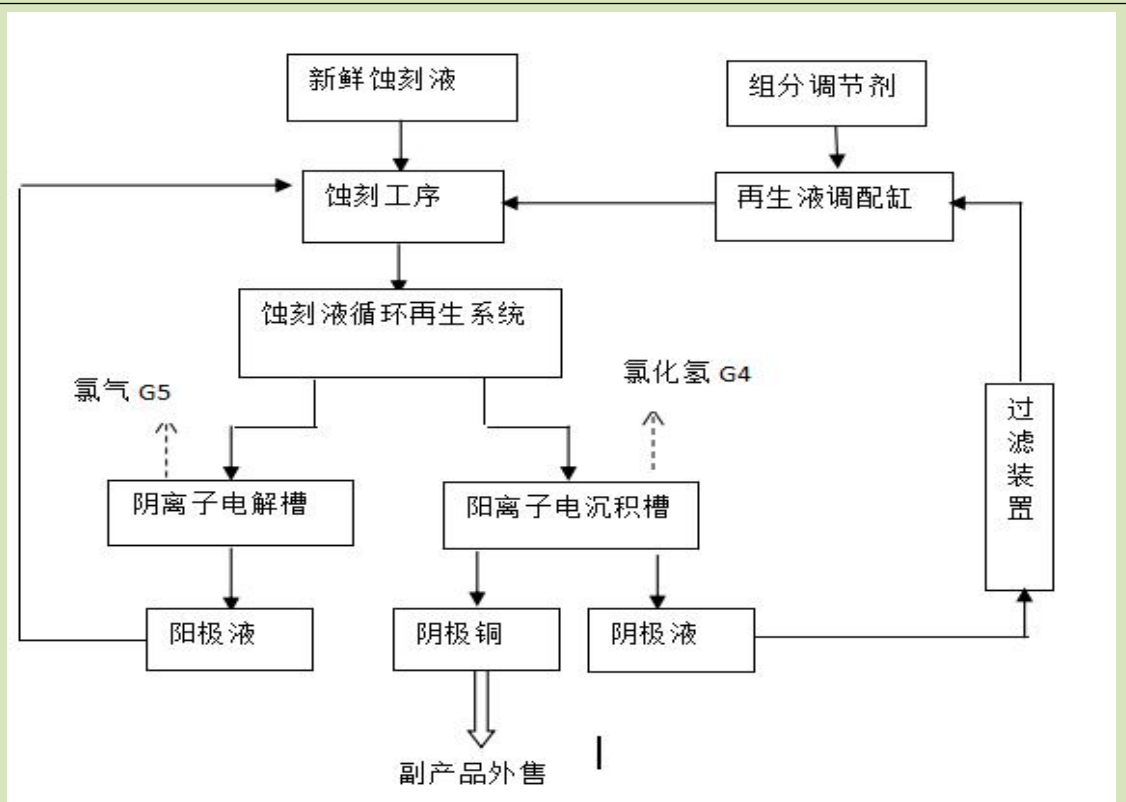 新鲜蚀刻液
组分调节剂
蚀刻工序
再生液调配缸
蚀刻液循环再生系统
氯气 G5
氯化氢 G4
过滤装置
阴离子电解槽
阳离子电沉积槽
阳极液
阴极铜
阴极液
副产品外售